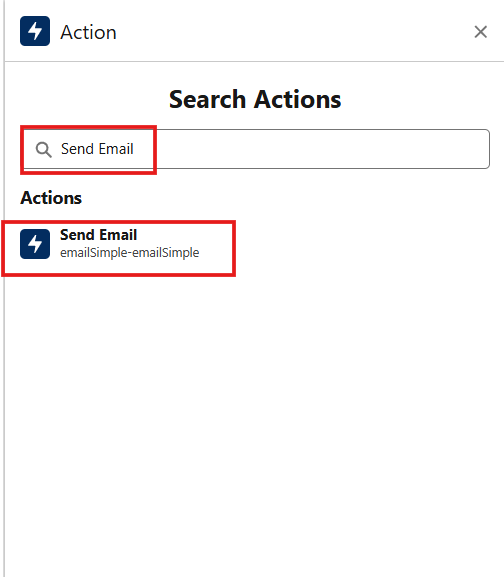 Action
Search Actions
Send Email
Actions
Send Email
emailSimple-emailSimple